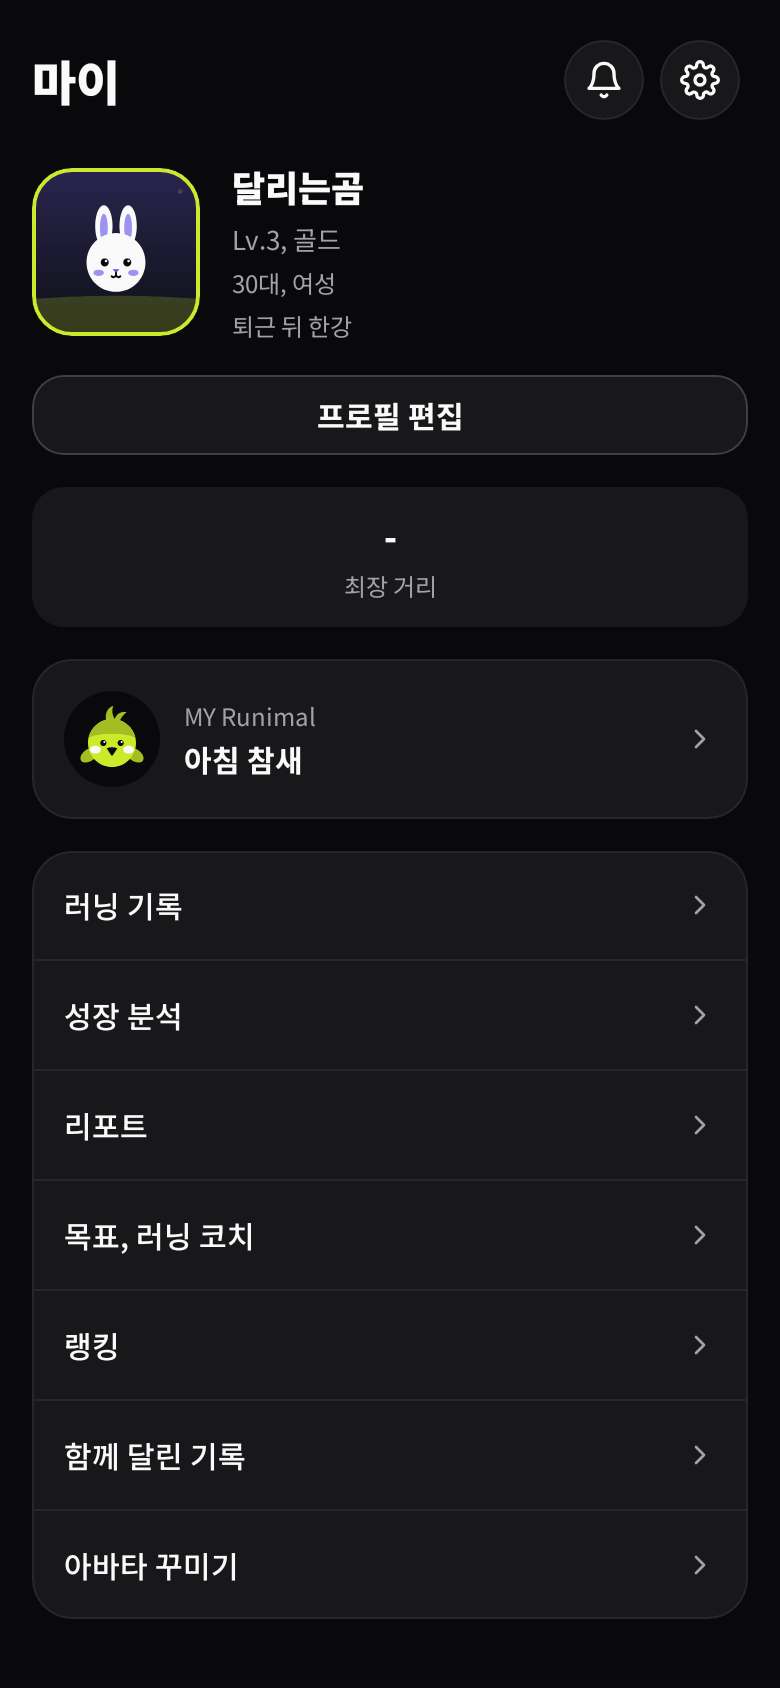 마이
달리는곰
Lv.3, 골드
30대, 여성
퇴근 뒤 한강
프로필 편집
-
최장 거리
MY Runimal
아침 참새
러닝 기록
성장 분석
리포트
목표, 러닝 코치
랭킹
함께 달린 기록
아바타 꾸미기